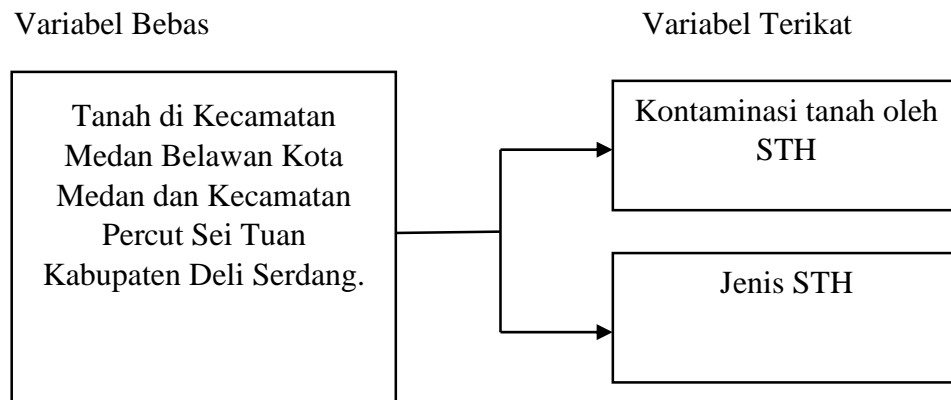 Variabel Bebas
Variabel Terikat
Tanah di Kecamatan
Medan Belawan Kota
Medan dan Kecamatan
Percut Sei Tuan
Kabupaten Deli Serdang.
Kontaminasi tanah oleh
STH
Jenis STH